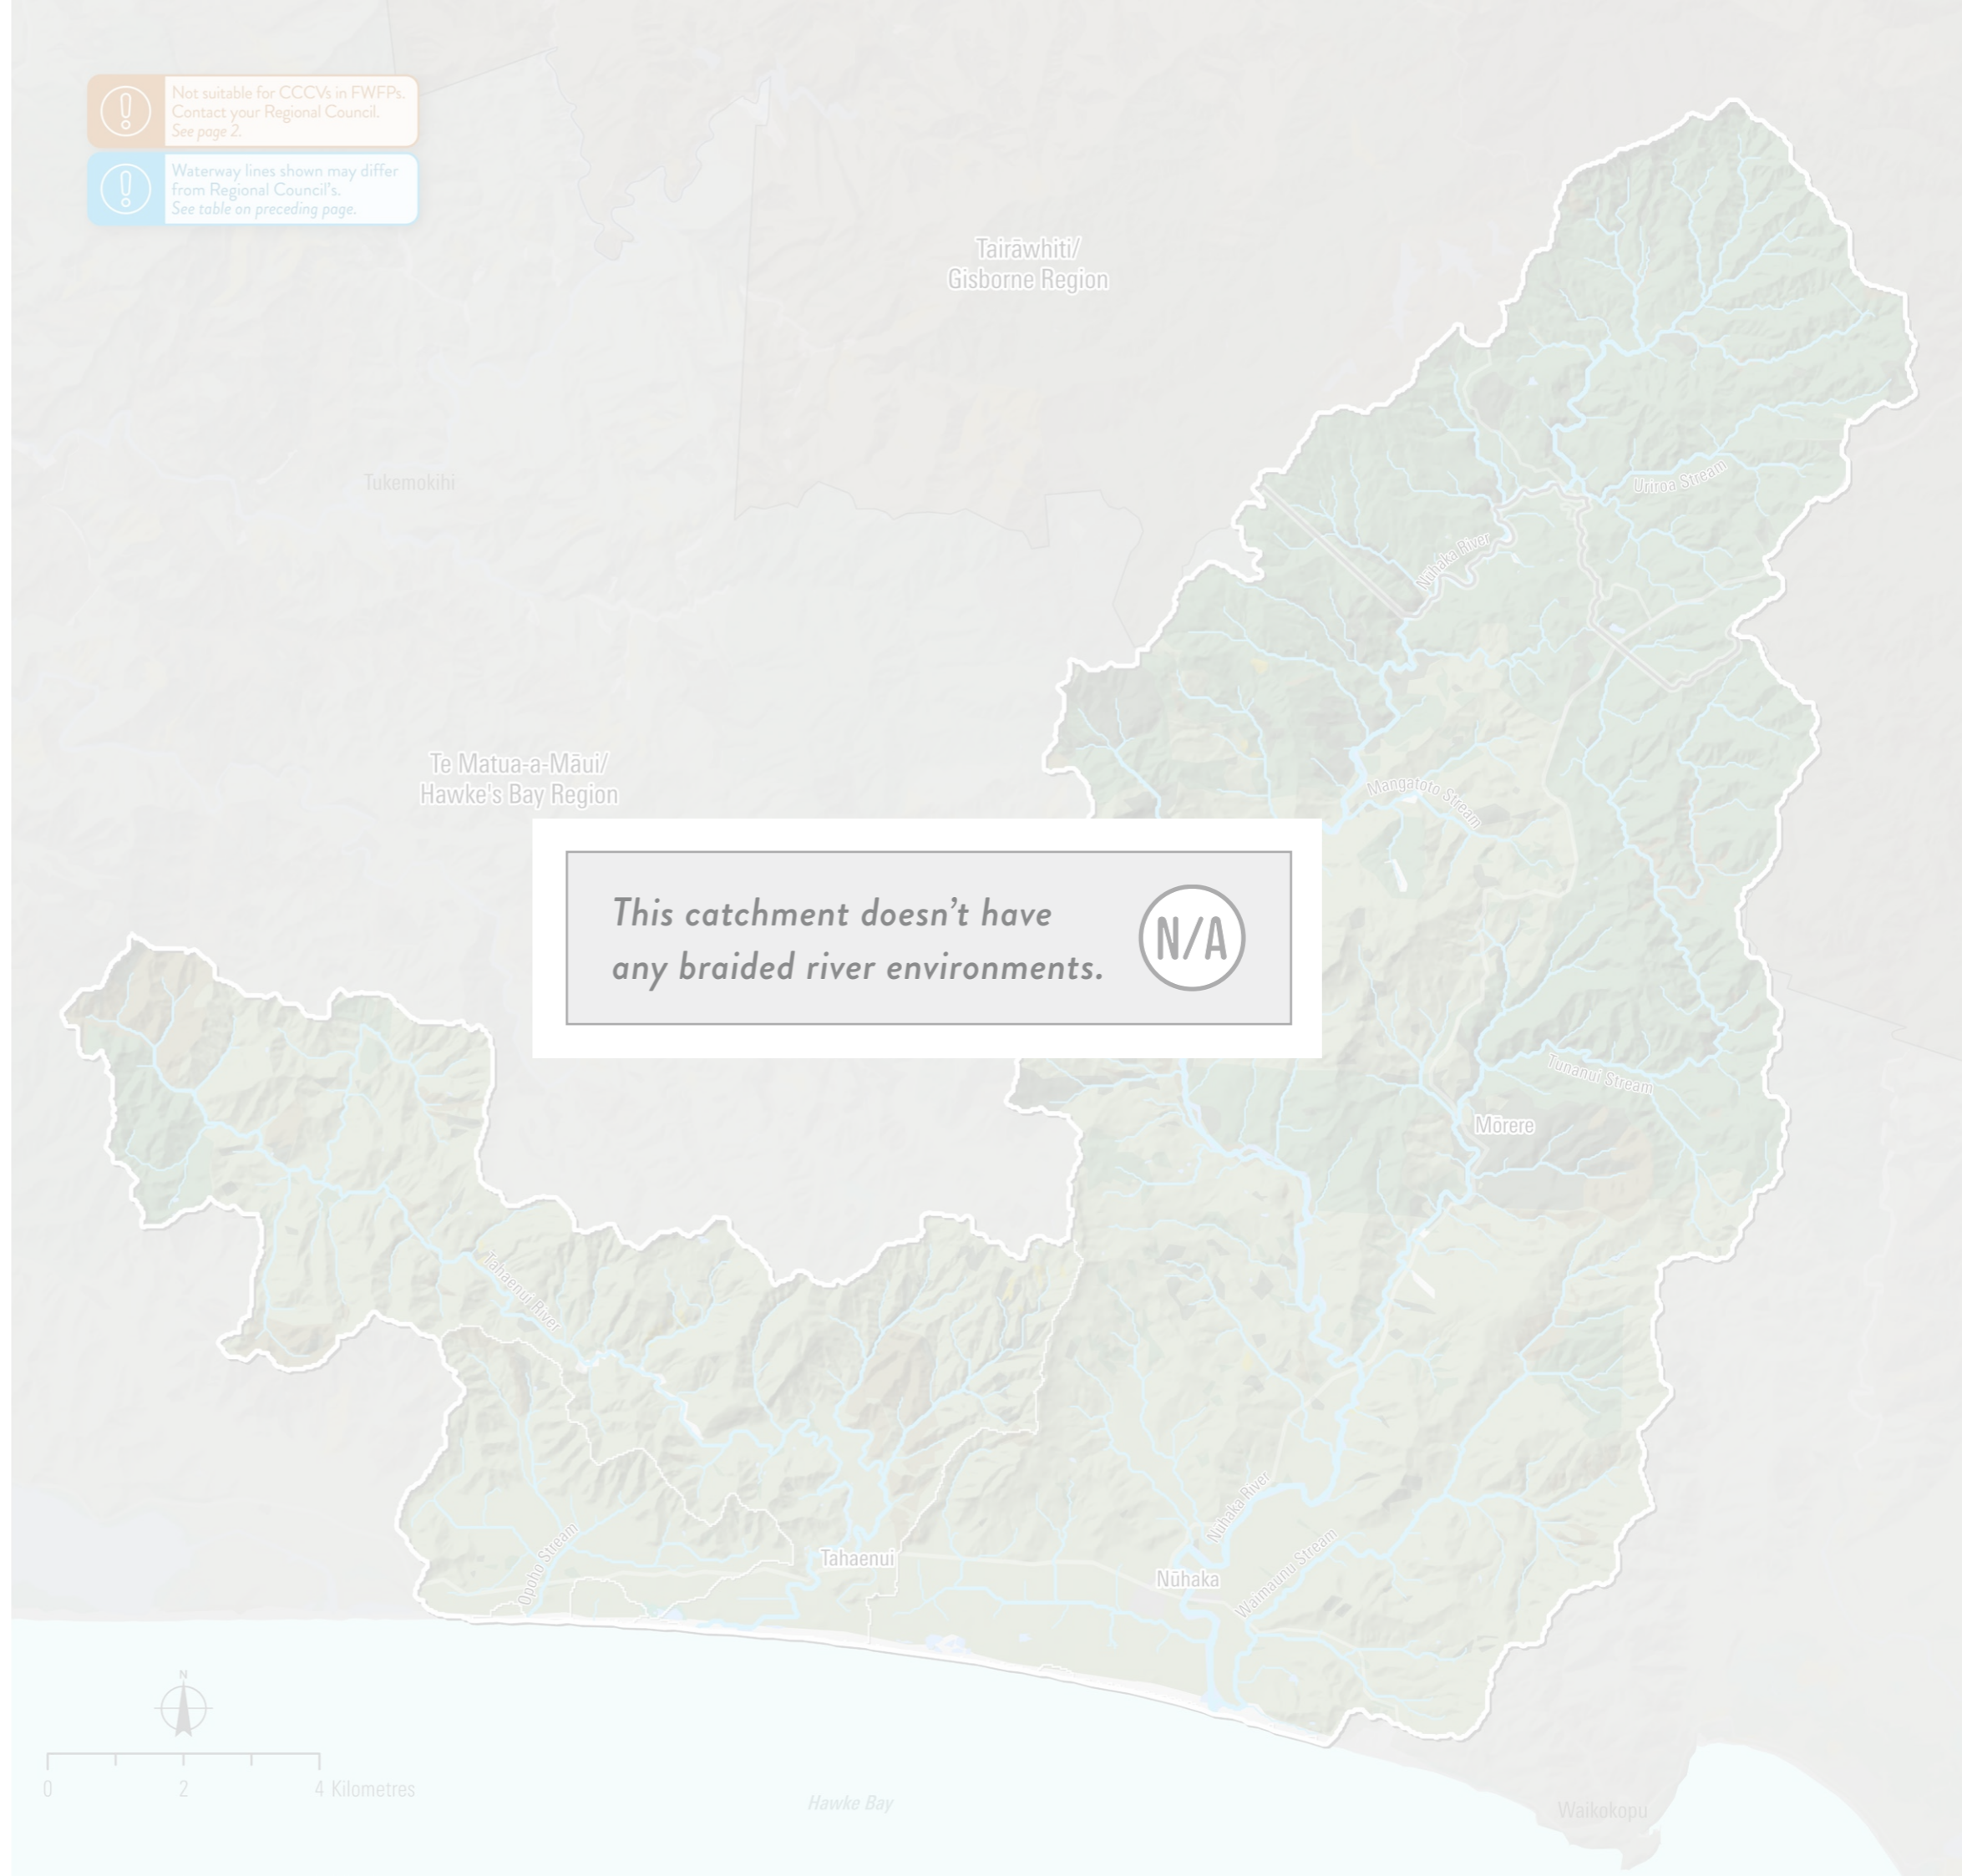 Not suitable for CCCVs in FWFPs.
Contact your Regional Council.
See page 2.
Waterway lines shown may differ
from Regional Council's.
See table on preceding page.
Tairāwhiti/
Gisborne Region
Tukemokihi
Uriroa Stream
Nūhaka River
Te Matua-a-Māui/
Hawke's Bay Region
Mangatoto Stream
This catchment doesn't have
any braided river environments.
N/A
Tunanui Stream
Mōrere
Tahaenui River
Nūhaka River
Opoho Stream
Tahaenui
Waimaunu Stream
Nūhaka
N
0 2 4 Kilometres
Hawke Bay
Waikokopu